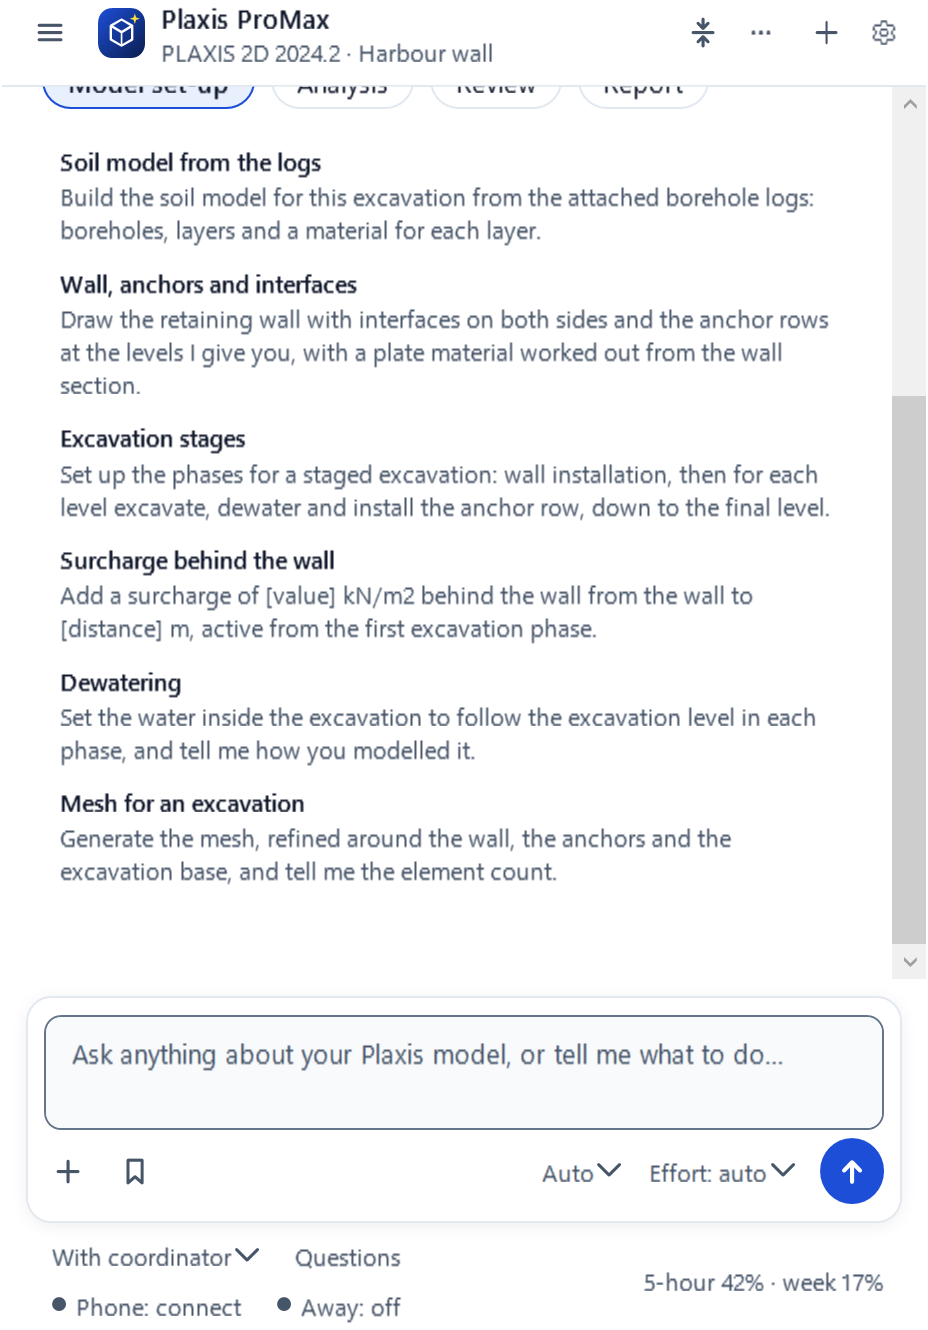 Plaxis ProMax
PLAXIS 2D 2024.2 · Harbour wall
Model set-up
Analysis
Review
Report
Soil model from the logs
Build the soil model for this excavation from the attached borehole logs:
boreholes, layers and a material for each layer.
Wall, anchors and interfaces
Draw the retaining wall with interfaces on both sides and the anchor rows
at the levels I give you, with a plate material worked out from the wall
section.
Excavation stages
Set up the phases for a staged excavation: wall installation, then for each
level excavate, dewater and install the anchor row, down to the final level.
Surcharge behind the wall
Add a surcharge of [value] kN/m2 behind the wall from the wall to
[distance] m, active from the first excavation phase.
Dewatering
Set the water inside the excavation to follow the excavation level in each
phase, and tell me how you modelled it.
Mesh for an excavation
Generate the mesh, refined around the wall, the anchors and the
excavation base, and tell me the element count.
Ask anything about your Plaxis model, or tell me what to do...
Auto
Effort: auto
With coordinator
Questions
5-hour 42% · week 17%
Phone: connect
Away: off